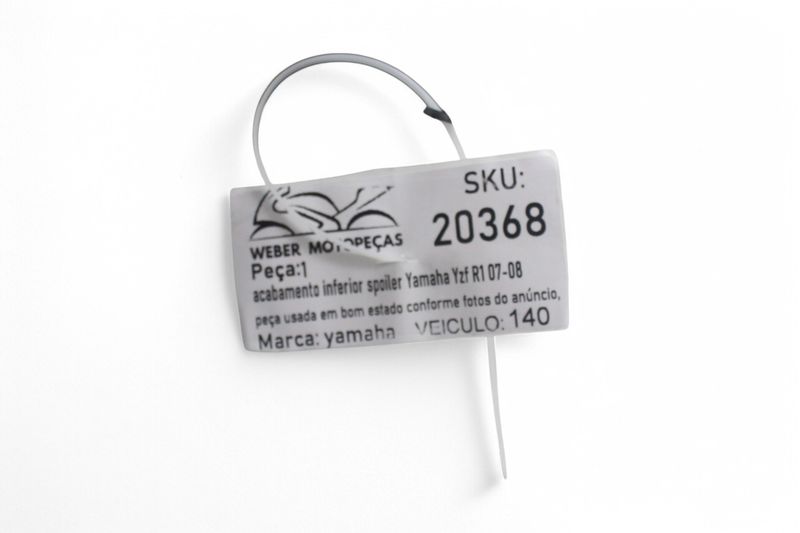 SKU:
20368
WEBER MOTOPEÇAS
Peça:1
acabamento inferior spoiler Yamaha Yzf R1 07-08
peça usada em bom estado conforme fotos do anúncio,
Marca: yamaha VEICULO: 140